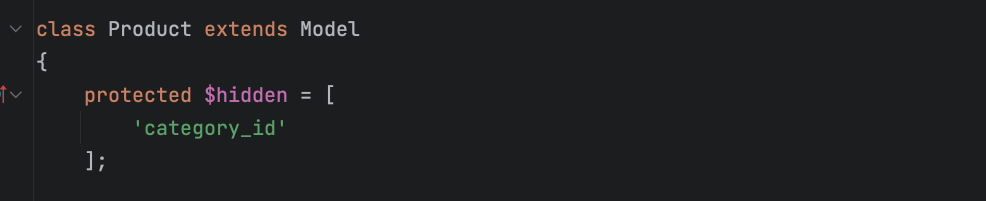 class Product extends Model
{
    protected $hidden = [
        'category_id'
    ];